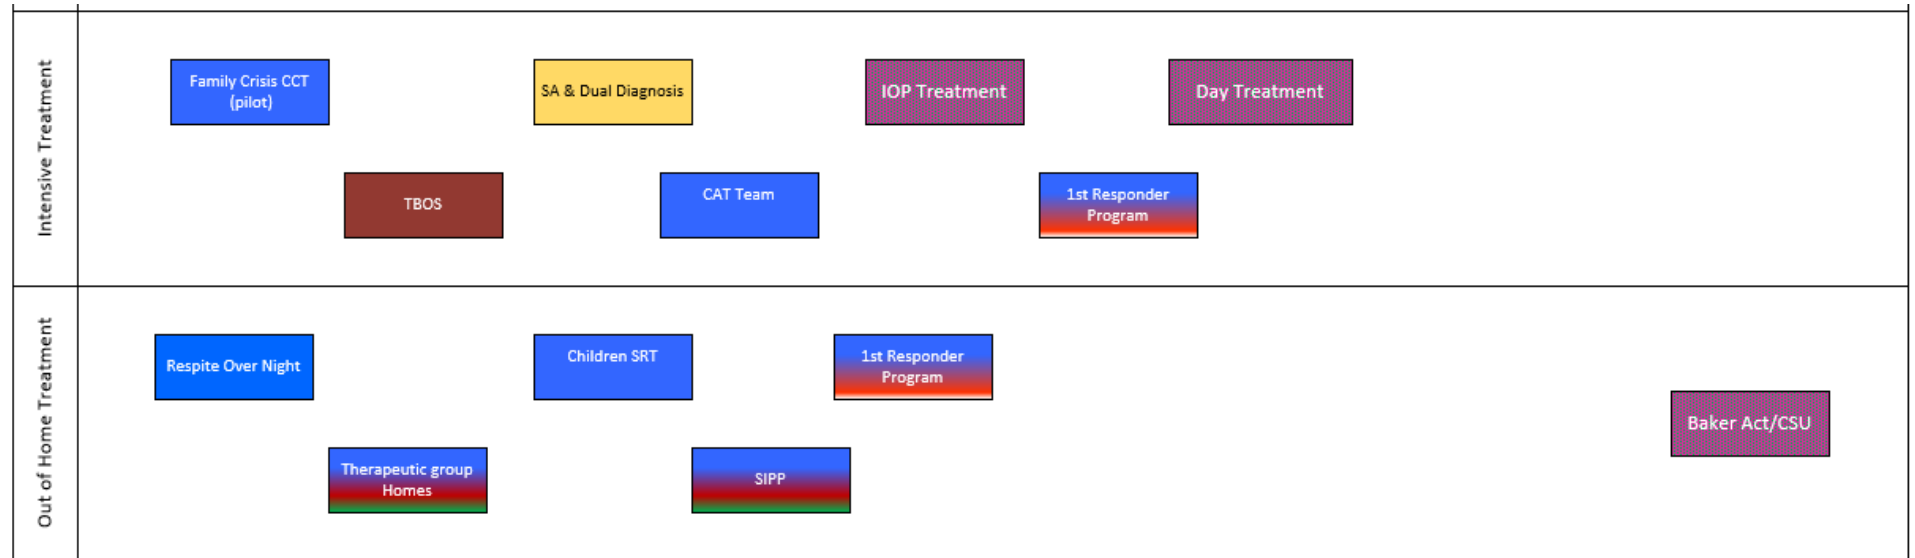 Intensive Treatment
Family Crisis CCT
(pilot)
SA & Dual Diagnosis
IOP Treatment
Day Treatment
TBOS
CAT Team
1st Responder
Program
Out of Home Treatment
Respite Over Night
Children SRT
1st Responder
Program
Baker Act/CSU
Therapeutic group
Homes
SIPP